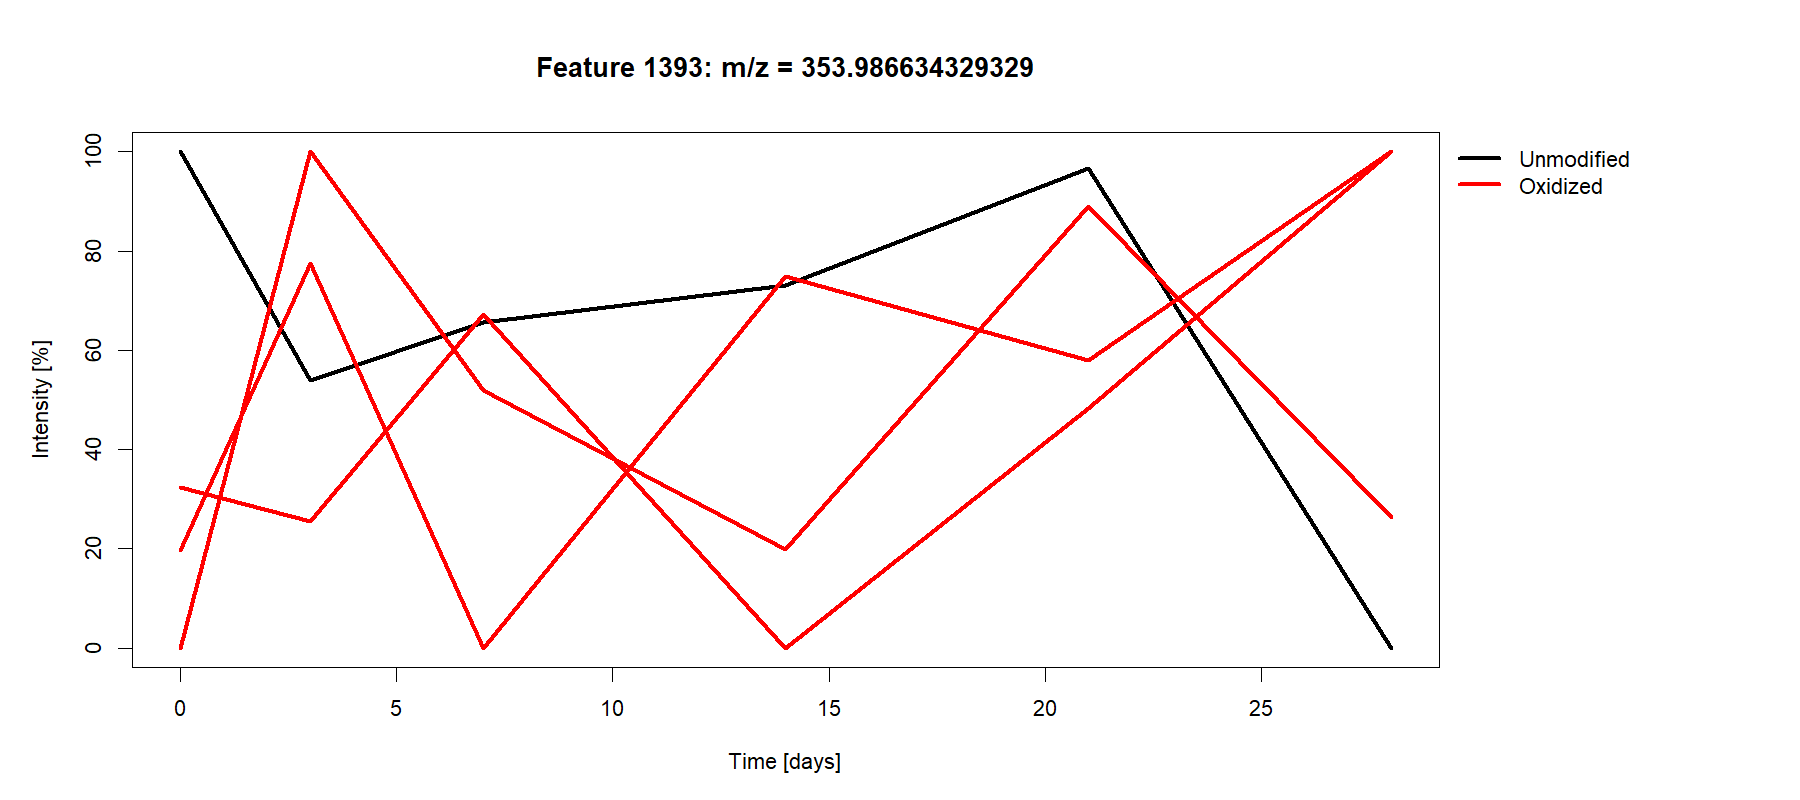 Feature 1393: m/z = 353.986634329329
Unmodified
Oxidized
Intensity [%]
100
80
60
40
20
0
0 5 10 15 20 25
Time [days]